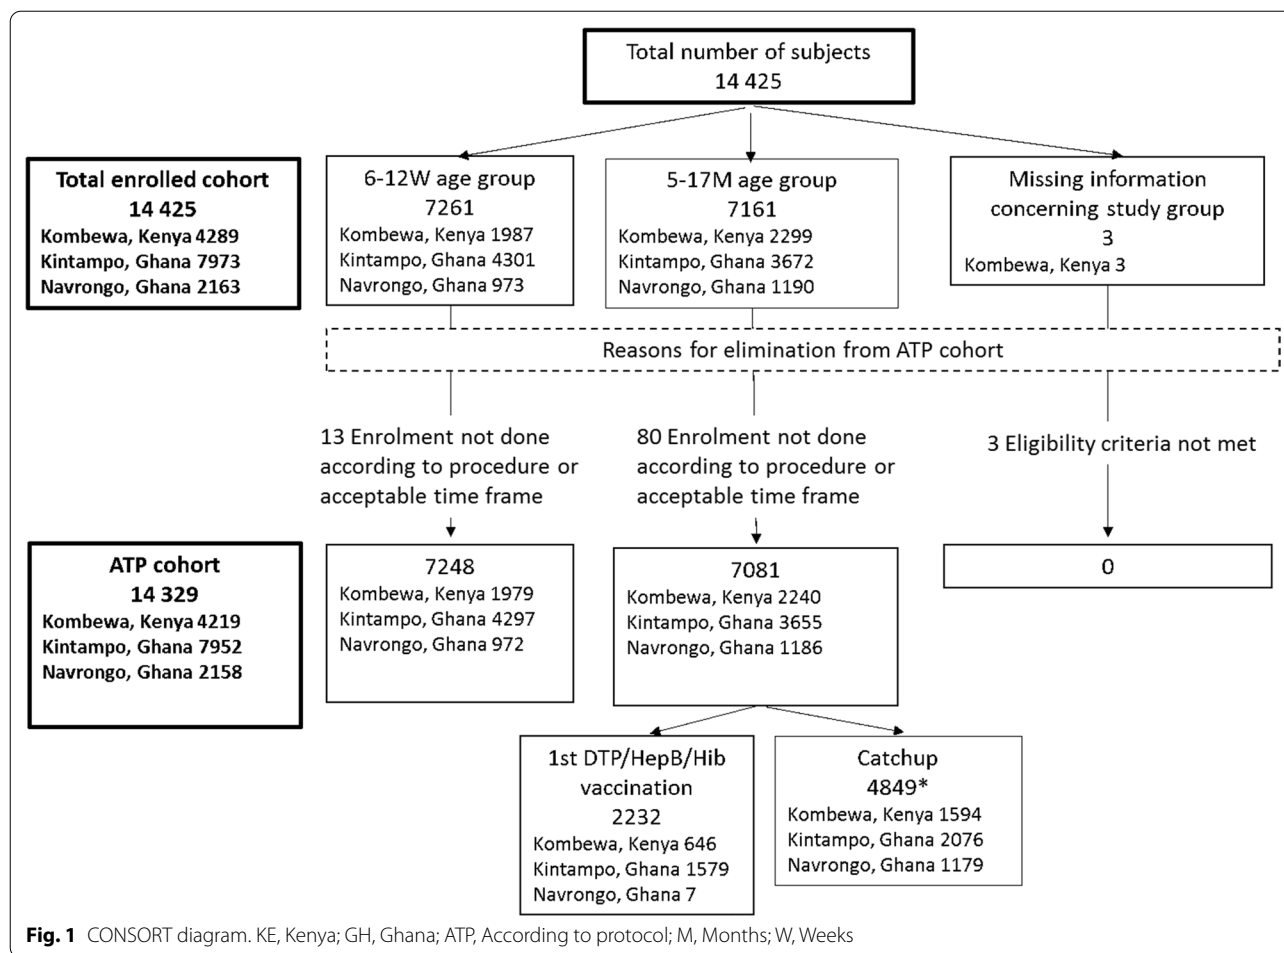 Total number of subjects
14 425
Total enrolled cohort
14 425
Kombewa, Kenya 4289
Kintampo, Ghana 7973
Navrongo, Ghana 2163
6-12W age group
7261
Kombewa, Kenya 1987
Kintampo, Ghana 4301
Navrongo, Ghana 973
5-17M age group
7161
Kombewa, Kenya 2299
Kintampo, Ghana 3672
Navrongo, Ghana 1190
Missing information
concerning study group
3
Kombewa, Kenya 3
Reasons for elimination from ATP cohort
13 Enrolment not done
according to procedure or
acceptable time frame
80 Enrolment not done
according to procedure or
acceptable time frame
3 Eligibility criteria not met
ATP cohort
14 329
Kombewa, Kenya 4219
Kintampo, Ghana 7952
Navrongo, Ghana 2158
7248
Kombewa, Kenya 1979
Kintampo, Ghana 4297
Navrongo, Ghana 972
7081
Kombewa, Kenya 2240
Kintampo, Ghana 3655
Navrongo, Ghana 1186
0
1st DTP/HepB/Hib
vaccination
2232
Kombewa, Kenya 646
Kintampo, Ghana 1579
Navrongo, Ghana 7
Catchup
4849*
Kombewa, Kenya 1594
Kintampo, Ghana 2076
Navrongo, Ghana 1179
Fig. 1 CONSORT diagram. KE, Kenya; GH, Ghana; ATP, According to protocol; M, Months; W, Weeks